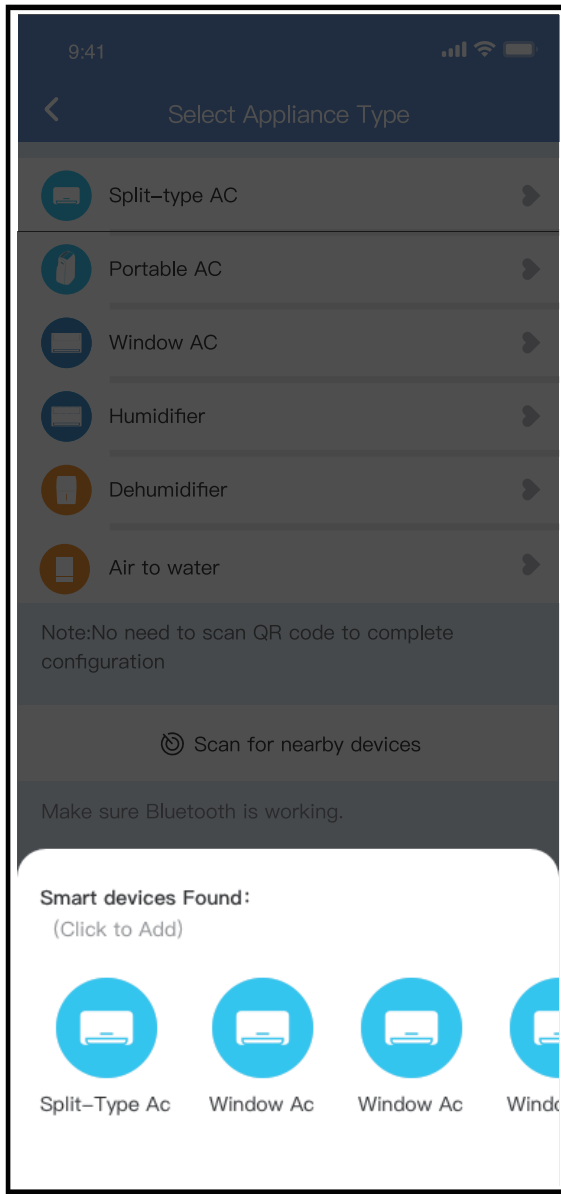 9:41
Select Appliance Type
Split-type AC
Portable AC
Window AC
Humidifier
Dehumidifier
Air to water
Note:No need to scan QR code to complete
configuration
Scan for nearby devices
Make sure Bluetooth is working.
Smart devices Found:
(Click to Add)
Split-Type Ac Window Ac Window Ac